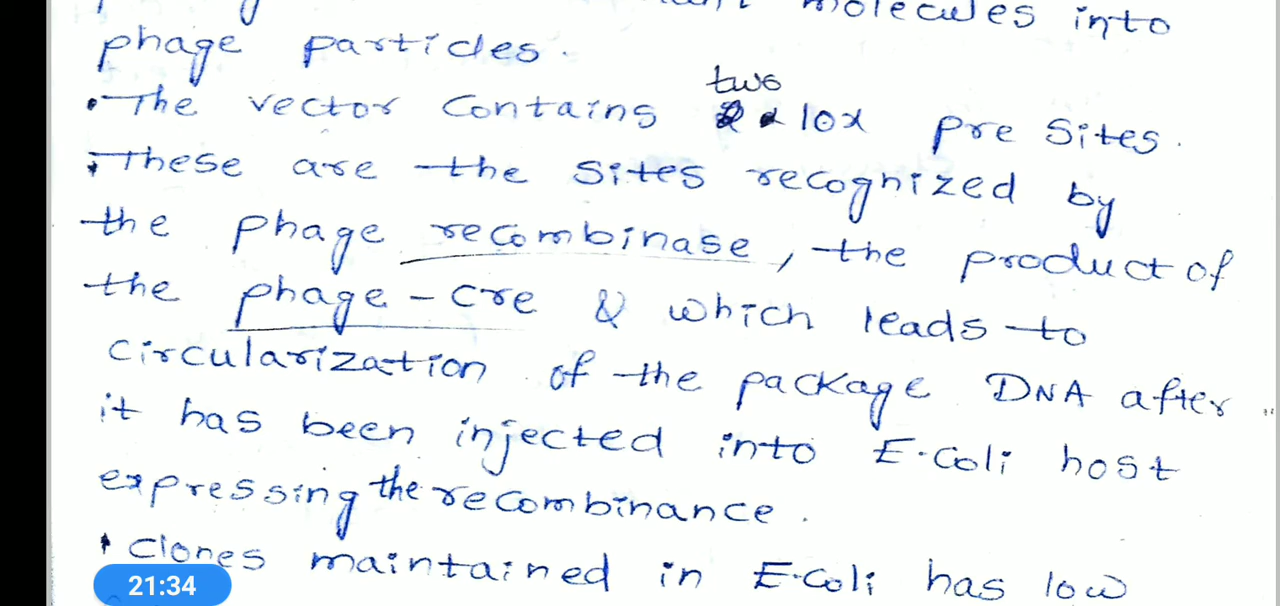 molecules into
phage particles.
• The vector contains two lox pre sites.
• These are the sites recognized by
the phage recombinase, the product of
the phage - cre & which leads to
circularization of the package DNA after
it has been injected into E.coli host
expressing the recombinance.
• clones maintained in E.coli has low
21:34